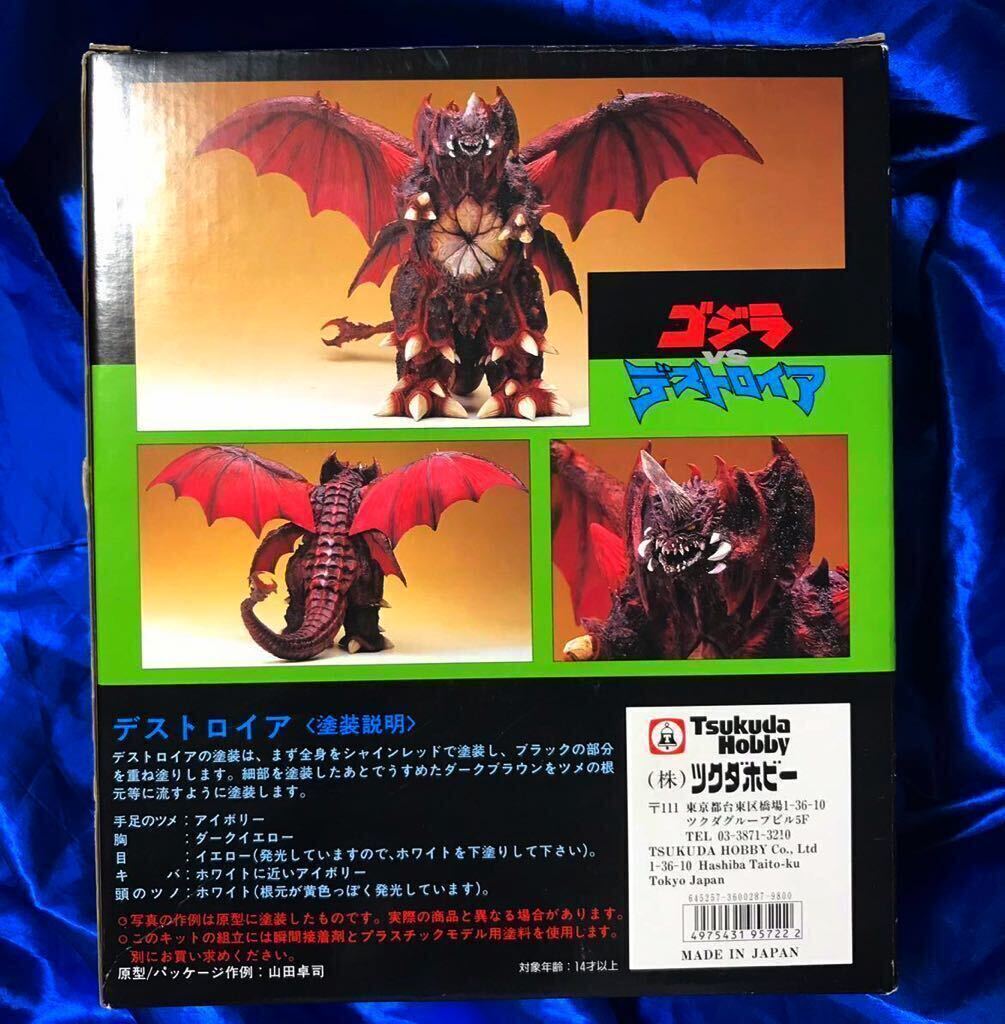 ゴジラ
VS
デストロイア
デストロイア〈塗装説明〉
デストロイアの塗装は、まず全身をシャインレッドで塗装し、ブラックの部分
を重ね塗りします。細部を塗装したあとでうすめたダークブラウンをツメの根
元等に流すように塗装します。
手足のツメ：アイボリー
胸：ダークイエロー
目：イエロー(発光していますので、ホワイトを下塗りして下さい)。
キバ：ホワイトに近いアイボリー
頭のツノ：ホワイト(根元が黄色っぽく発光しています)。
○写真の作例は原型に塗装したものです。実際の商品と異なる場合があります。
○このキットの組立には瞬間接着剤とプラスチックモデル用塗料を使用します。
別にお買い求めください。
原型/パッケージ作例：山田卓司
対象年齢：14才以上
Tsukuda
Hobby
(株)ツクダホビー
〒111 東京都台東区橋場1-36-10
ツクダグループビル5F
TEL 03-3871-3210
TSUKUDA HOBBY Co., Ltd
1-36-10 Hashiba Taito-ku
Tokyo Japan
645257-3600287-9800
4975431 95722 2
MADE IN JAPAN